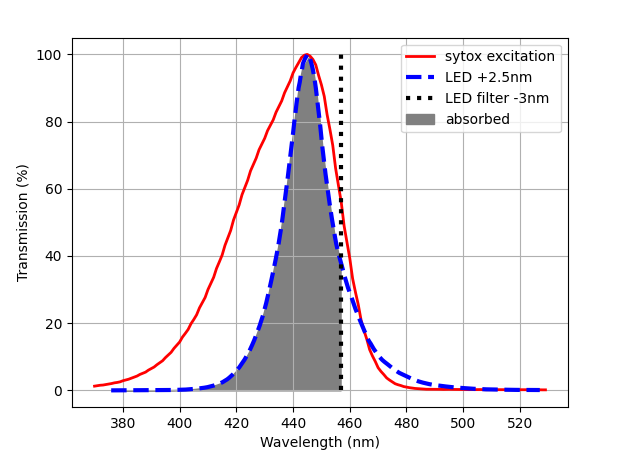 sytox excitation
LED +2.5nm
LED filter -3nm
absorbed
Transmission (%)
100
80
60
40
20
0
380 400 420 440 460 480 500 520
Wavelength (nm)